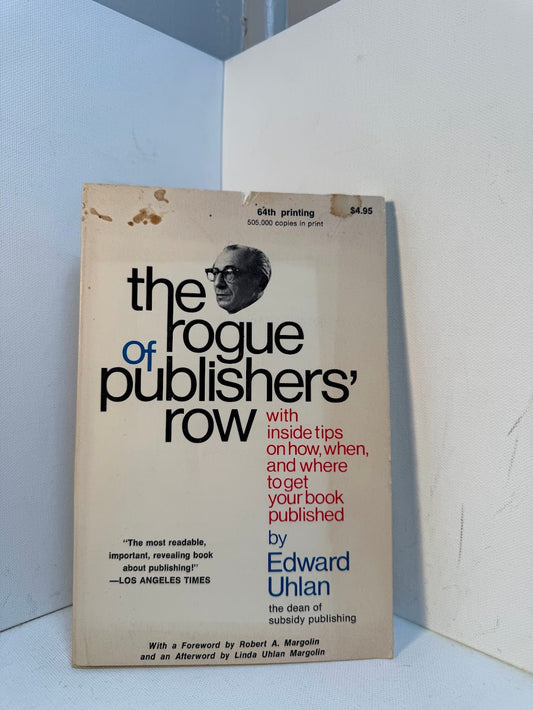 64th printing
$4.95
505,000 copies in print
the
rogue
of
publishers'
row
with
inside tips
on how, when,
and where
to get
your book
published
by
Edward
Uhlan
the dean of
subsidy publishing
"The most readable,
important, revealing book
about publishing!"
—LOS ANGELES TIMES
With a Foreword by Robert A. Margolin
and an Afterword by Linda Uhlan Margolin